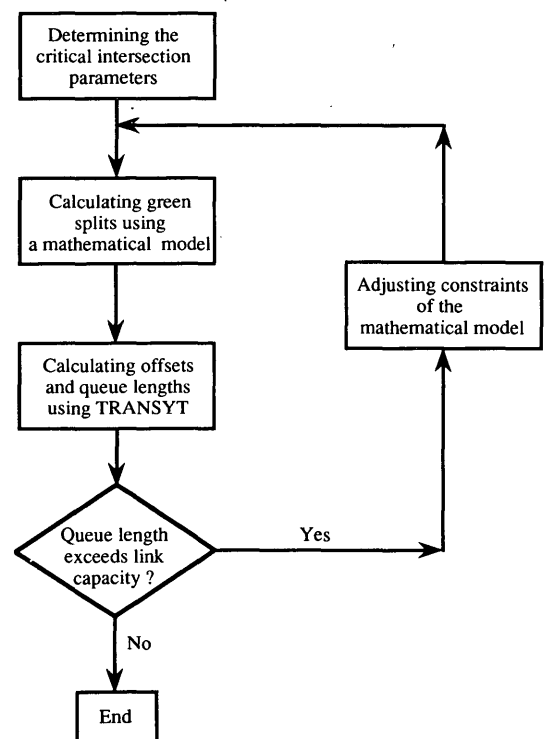 Determining the
critical intersection
parameters
Calculating green
splits using
a mathematical model
Adjusting constraints
of the
mathematical model
Calculating offsets
and queue lengths
using TRANSYT
Queue length
exceeds link
capacity ?
Yes
No
End